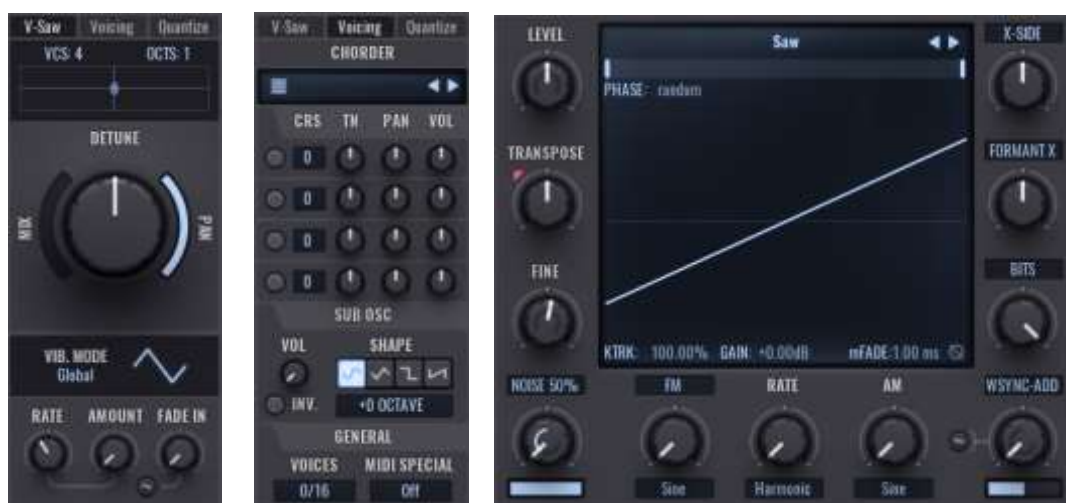 V-Saw Voicing Quantize
VCS: 4 OCTS: 1
DETUNE
MIX
PAN
VIB. MODE
Global
RATE AMOUNT FADE IN
V-Saw Voicing Quantize
CHORDER
CRS TN PAN VOL
0
0
0
0
SUB OSC
VOL SHAPE
INV. +0 OCTAVE
GENERAL
VOICES MIDI SPECIAL
0/16 Off
LEVEL
Saw
X-SIDE
PHASE: random
TRANSPOSE
FORMANT X
FINE
BITS
KTRK: 100.00% GAIN: +0.00dB mFADE:1.00 ms
NOISE 50% FM RATE AM WSYNC-ADD
Sine Harmonic Sine